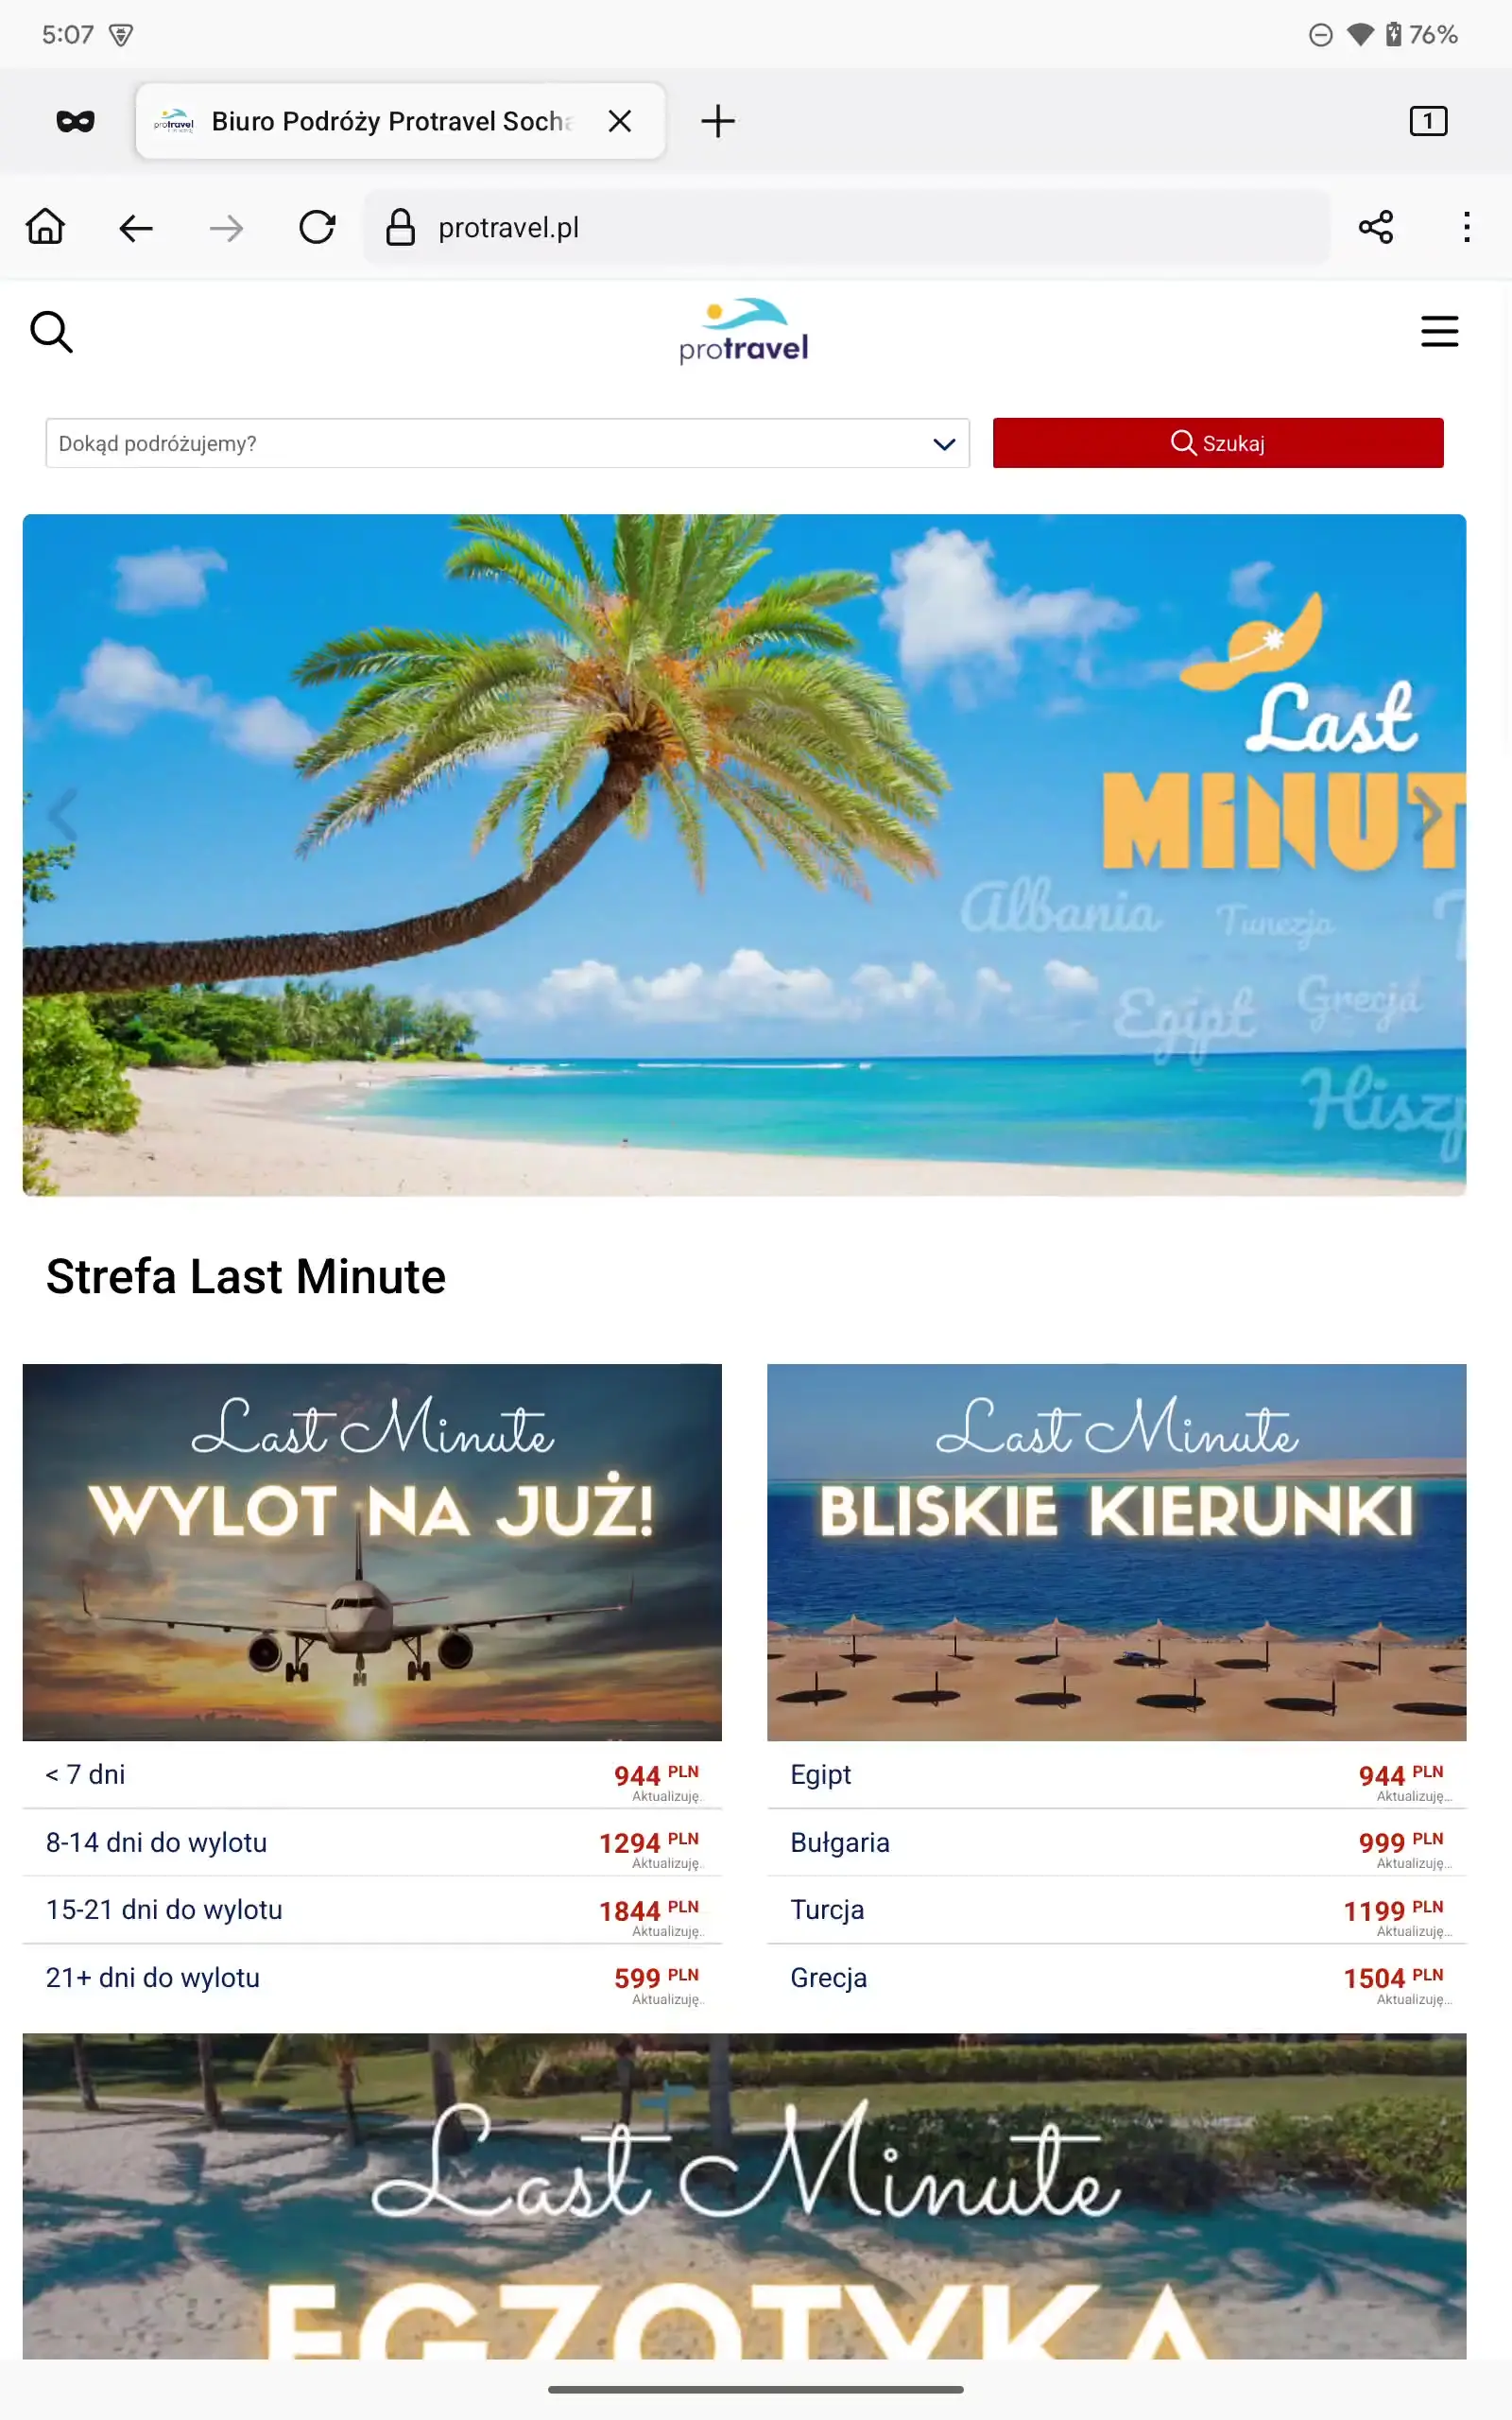 5:07
76%
Biuro Podróży Protravel
1
protravel.pl
protravel
Dokąd podróżujemy?
Szukaj
Last
MINUT
Albania
Tunezja
Egipt
Grecja
Hiszp
Strefa Last Minute
Last Minute
WYLOT NA JUŻ!
< 7 dni
944 PLN
Aktualizuję..
8-14 dni do wylotu
1294 PLN
Aktualizuję..
15-21 dni do wylotu
1844 PLN
Aktualizuję..
21+ dni do wylotu
599 PLN
Aktualizuję..
Last Minute
BLISKIE KIERUNKI
Egipt
944 PLN
Aktualizuję...
Bułgaria
999 PLN
Aktualizuję...
Turcja
1199 PLN
Aktualizuję...
Grecja
1504 PLN
Aktualizuję...
Last Minute
EGZOTYKA